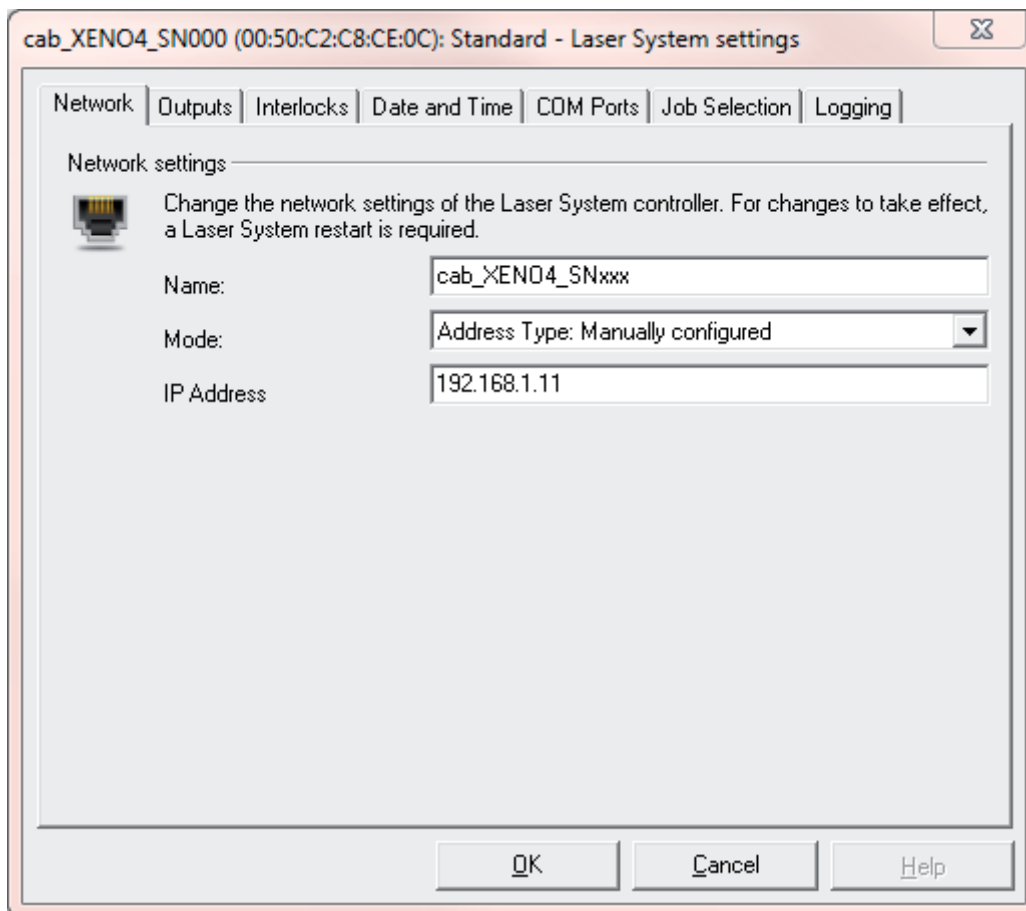 cab_XENO4_SN000 (00:50:C2:C8:CE:0C): Standard - Laser System settings
Network Outputs Interlocks Date and Time COM Ports Job Selection Logging
Network settings
Change the network settings of the Laser System controller. For changes to take effect,
a Laser System restart is required.
Name: cab_XENO4_SNxxx
Mode: Address Type: Manually configured
IP Address 192.168.1.11
OK Cancel Help